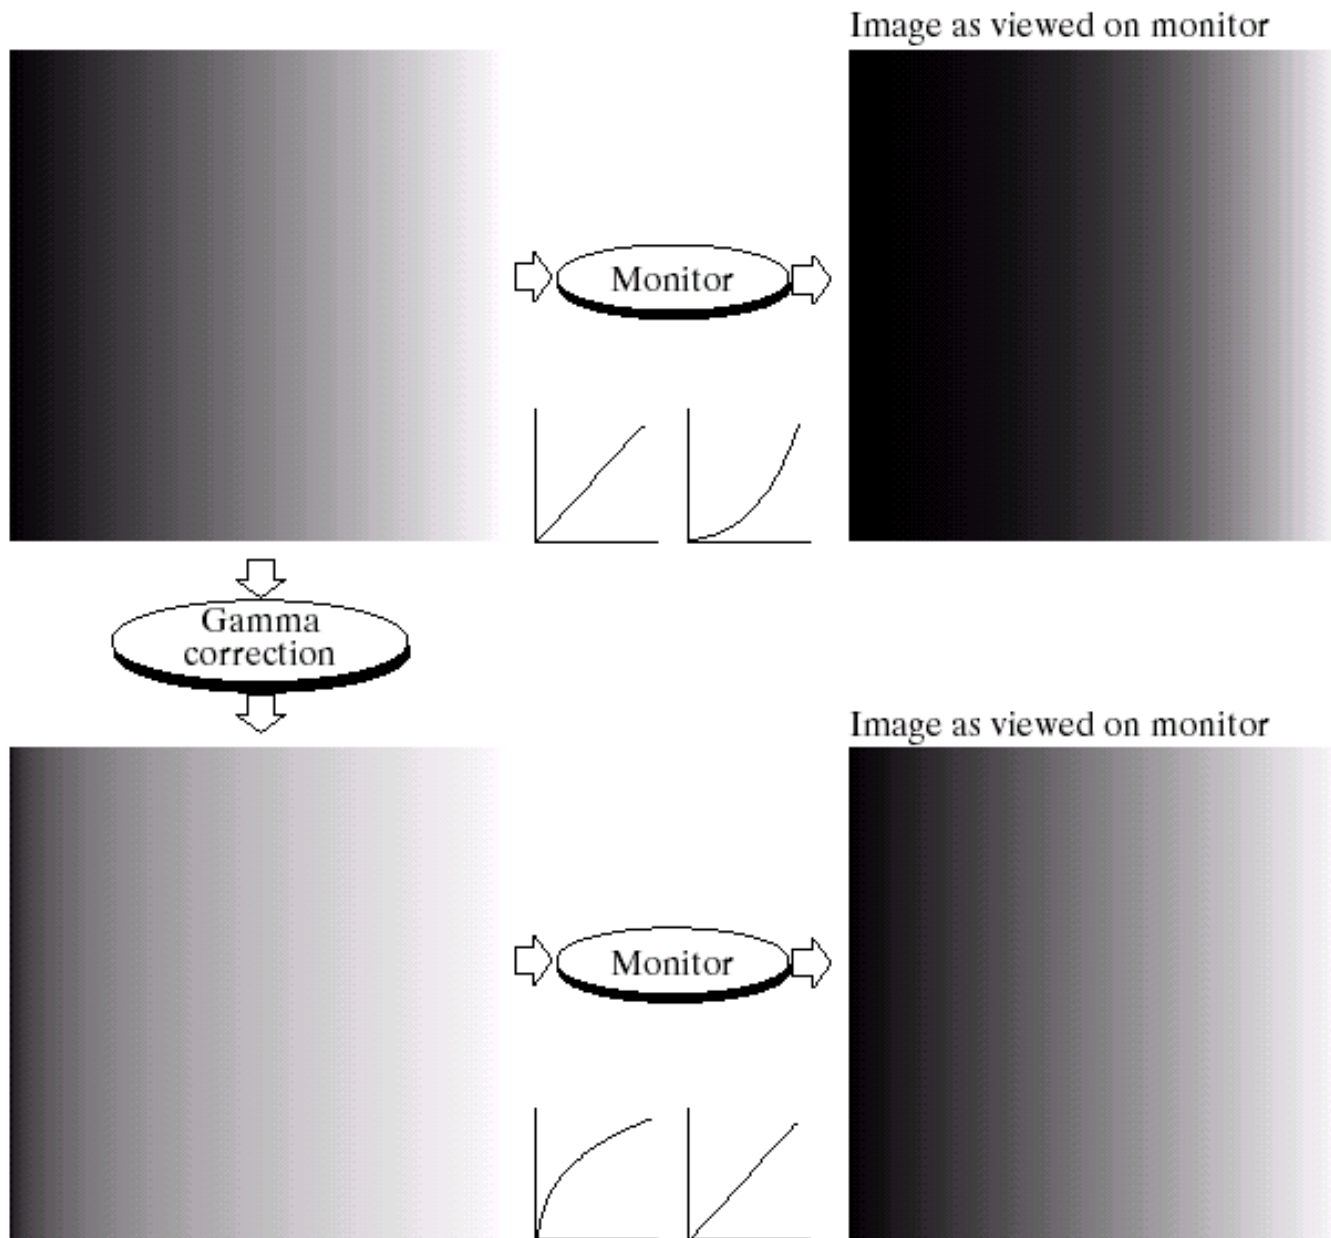 Image as viewed on monitor
Monitor
Gamma
correction
Image as viewed on monitor
Monitor